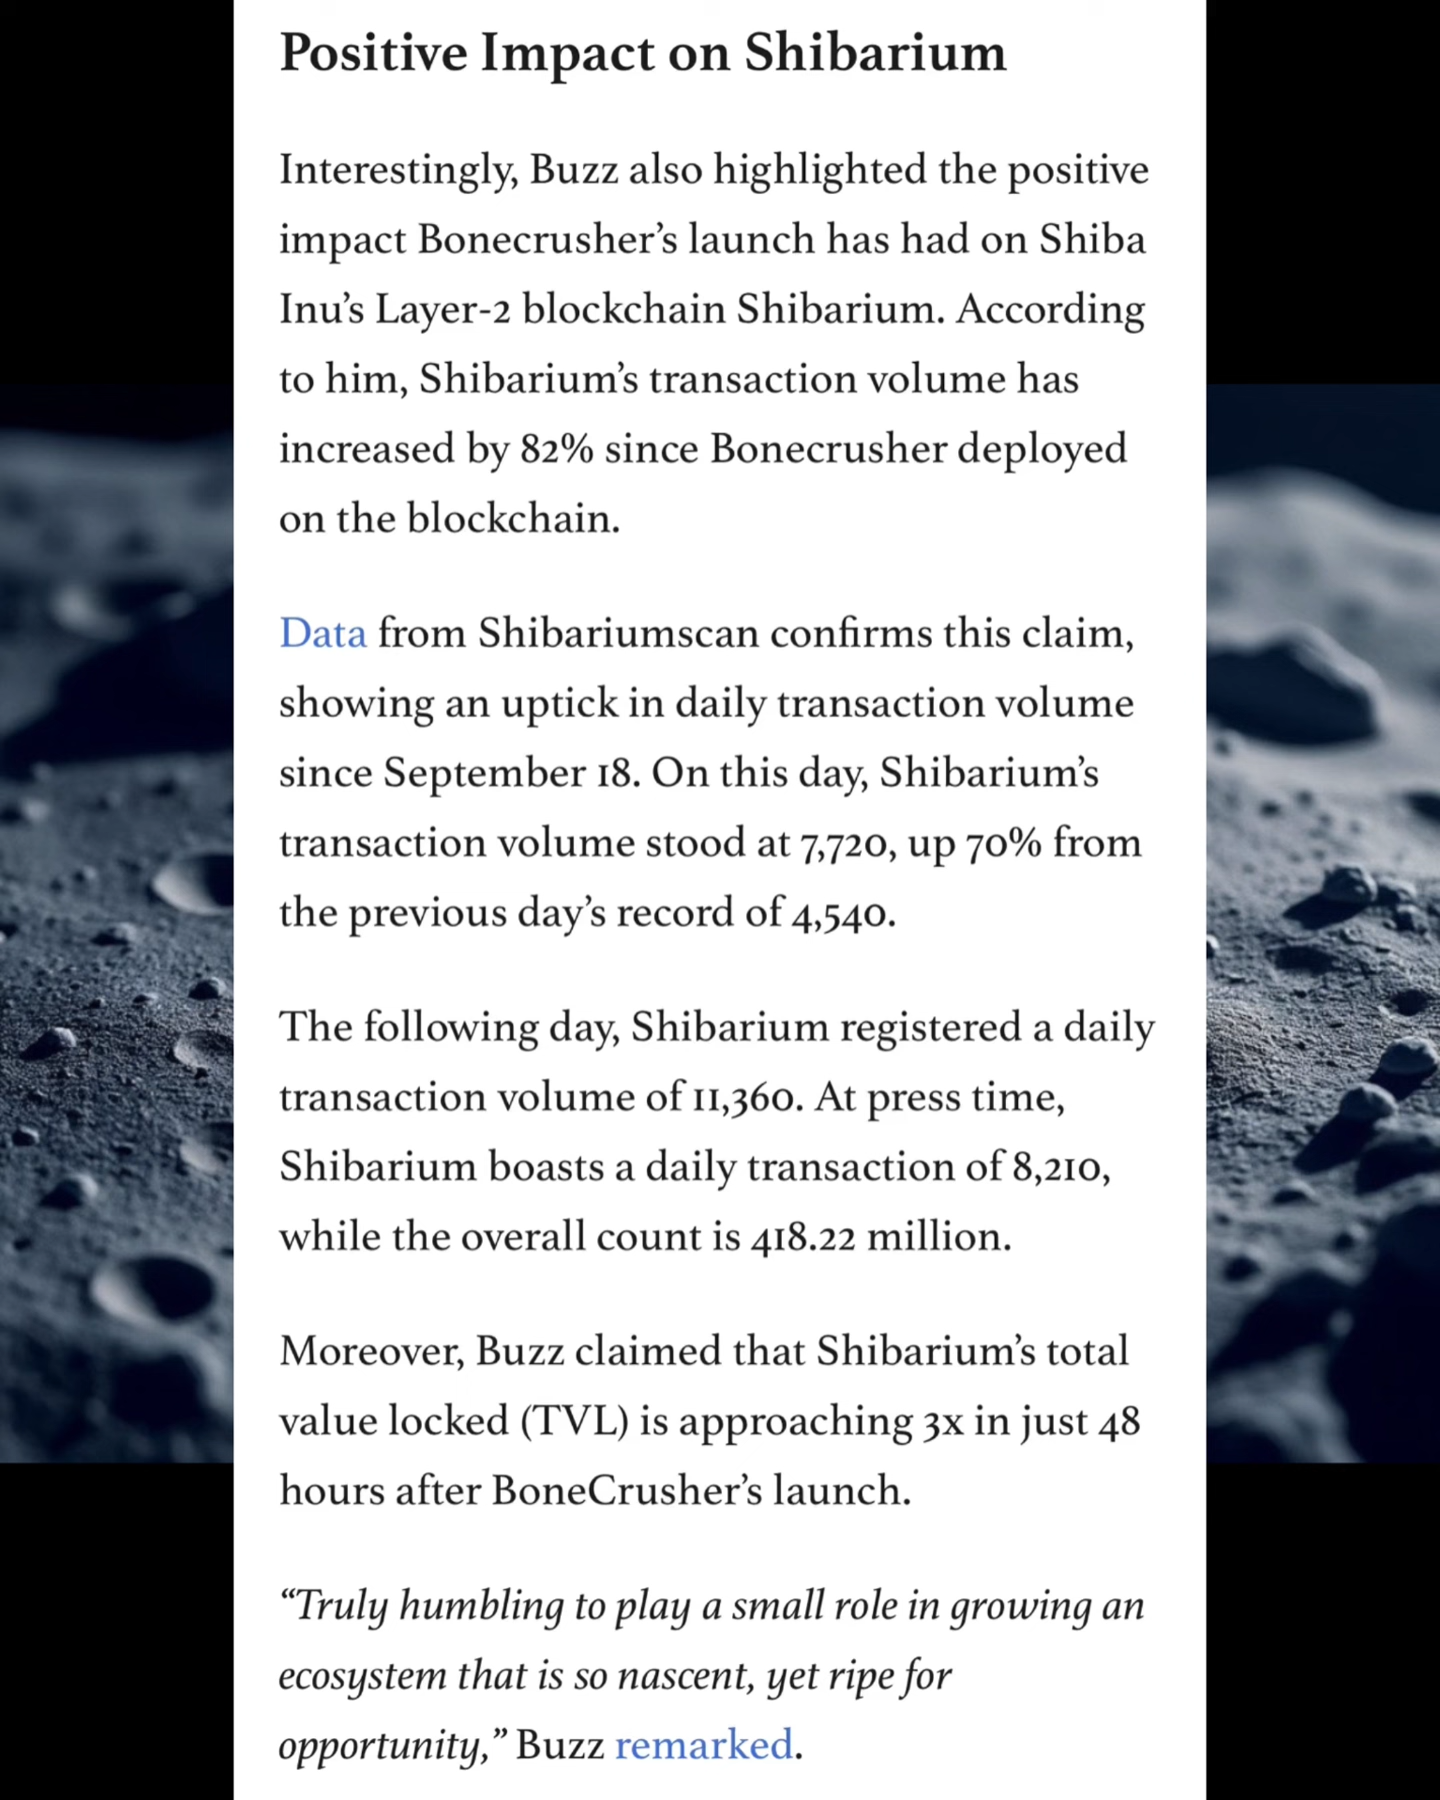 Positive Impact on Shibarium
Interestingly, Buzz also highlighted the positive
impact Bonecrusher’s launch has had on Shiba
Inu’s Layer-2 blockchain Shibarium. According
to him, Shibarium’s transaction volume has
increased by 82% since Bonecrusher deployed
on the blockchain.
Data from Shibariumscan confirms this claim,
showing an uptick in daily transaction volume
since September 18. On this day, Shibarium’s
transaction volume stood at 7,720, up 70% from
the previous day’s record of 4,540.
The following day, Shibarium registered a daily
transaction volume of 11,360. At press time,
Shibarium boasts a daily transaction of 8,210,
while the overall count is 418.22 million.
Moreover, Buzz claimed that Shibarium’s total
value locked (TVL) is approaching 3x in just 48
hours after BoneCrusher’s launch.
“Truly humbling to play a small role in growing an
ecosystem that is so nascent, yet ripe for
opportunity,” Buzz remarked.